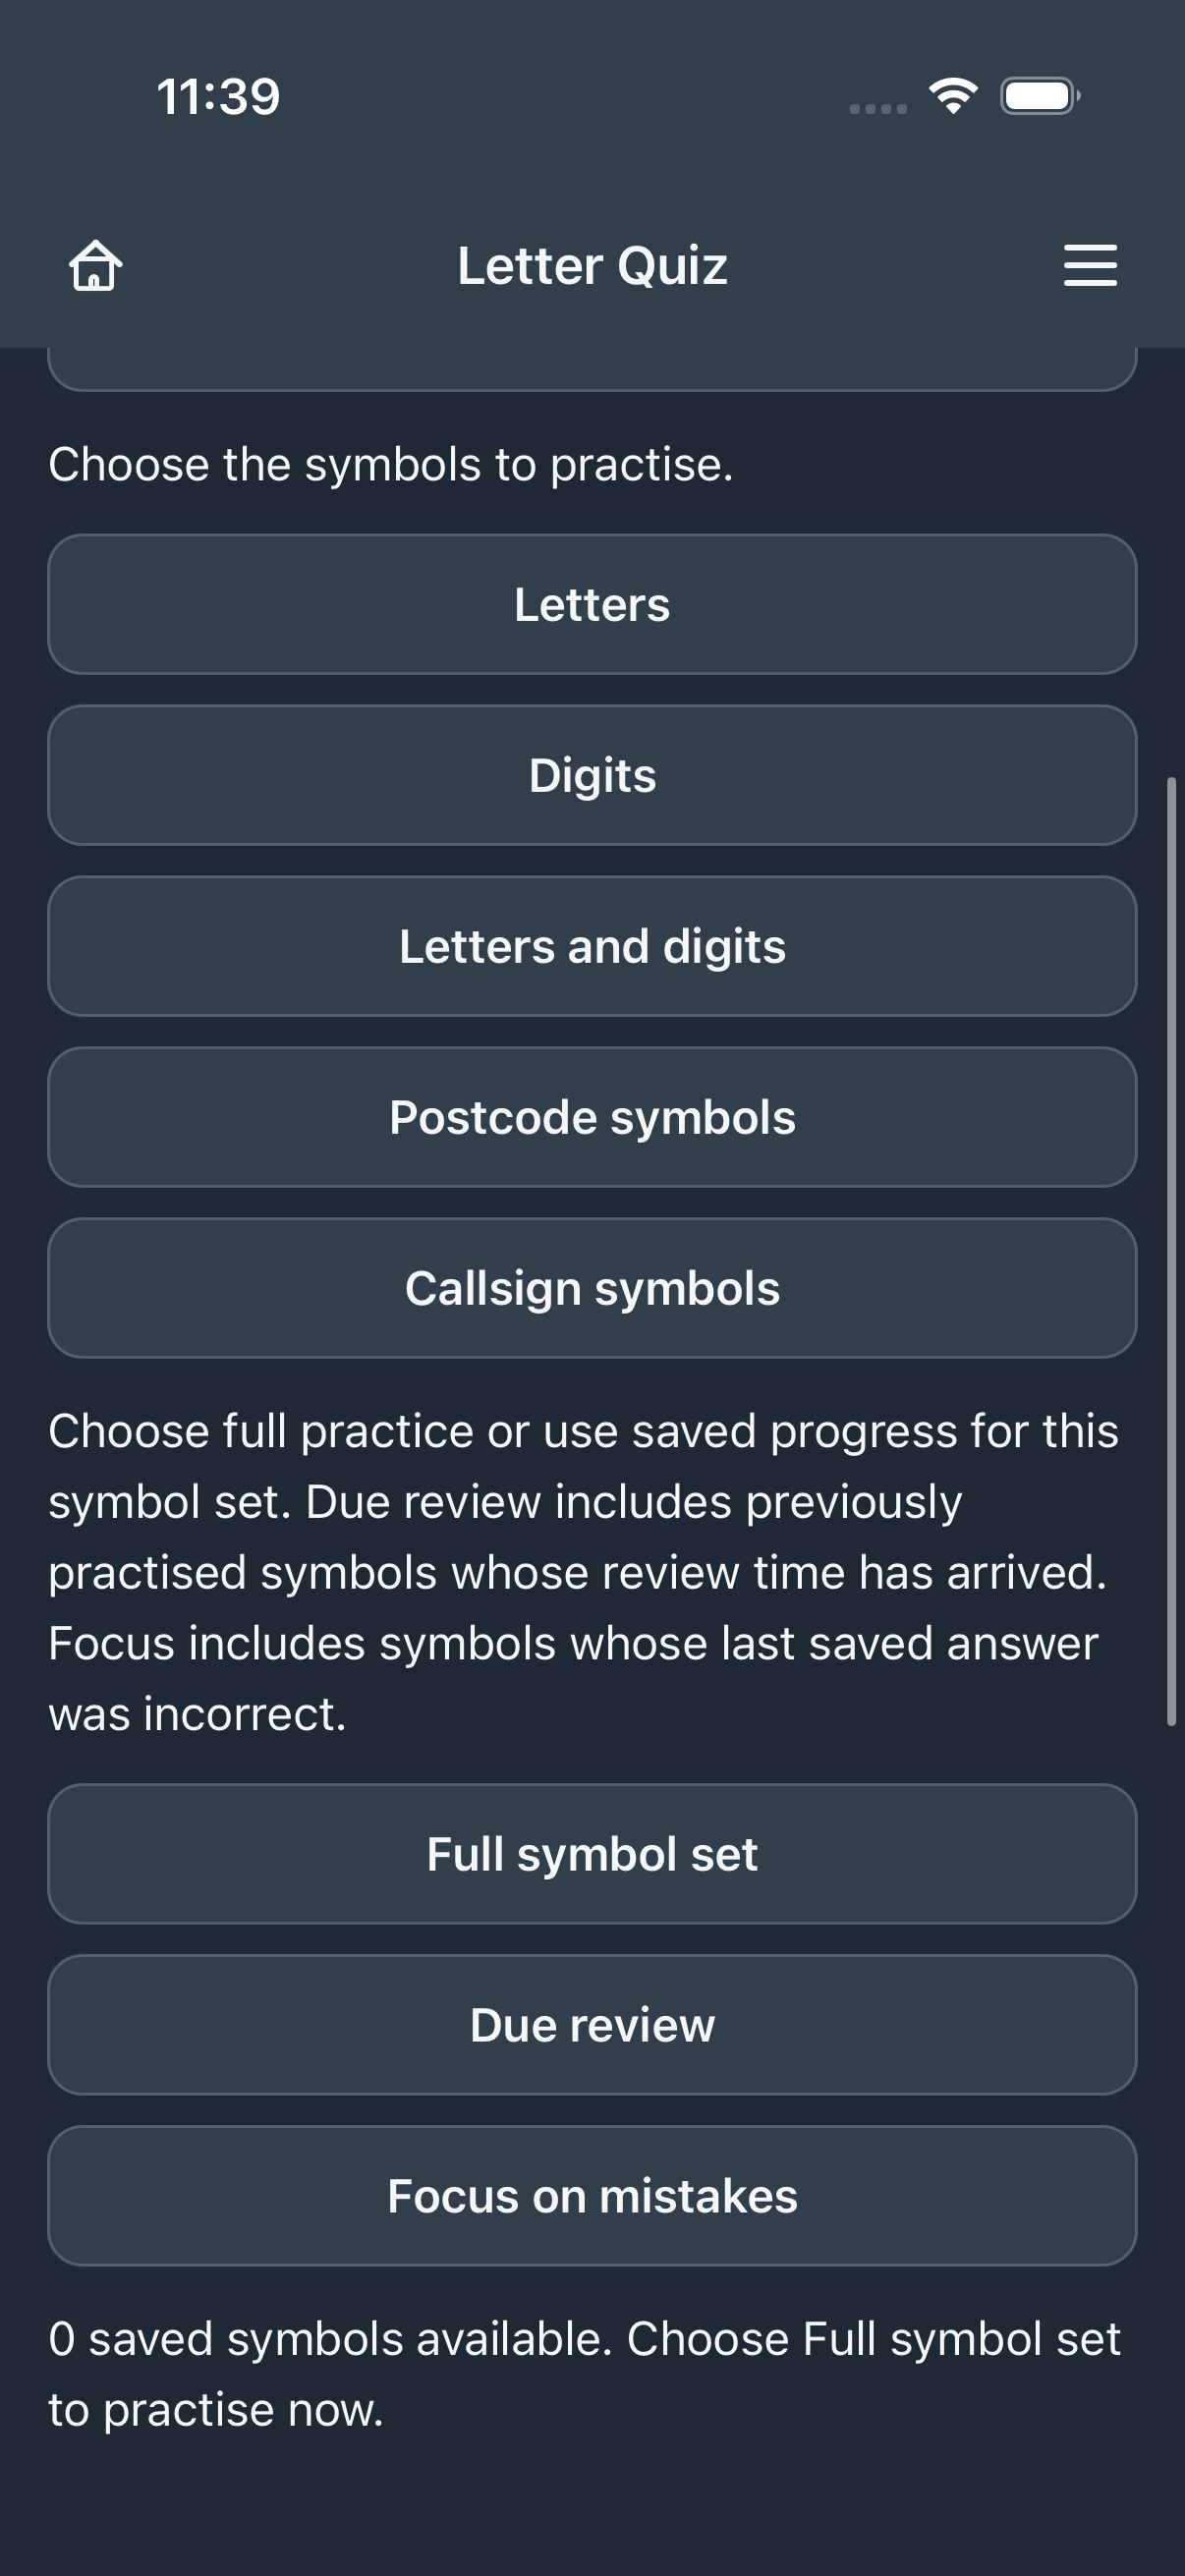 11:39
Letter Quiz
Choose the symbols to practise.
Letters
Digits
Letters and digits
Postcode symbols
Callsign symbols
Choose full practice or use saved progress for this
symbol set. Due review includes previously
practised symbols whose review time has arrived.
Focus includes symbols whose last saved answer
was incorrect.
Full symbol set
Due review
Focus on mistakes
0 saved symbols available. Choose Full symbol set
to practise now.